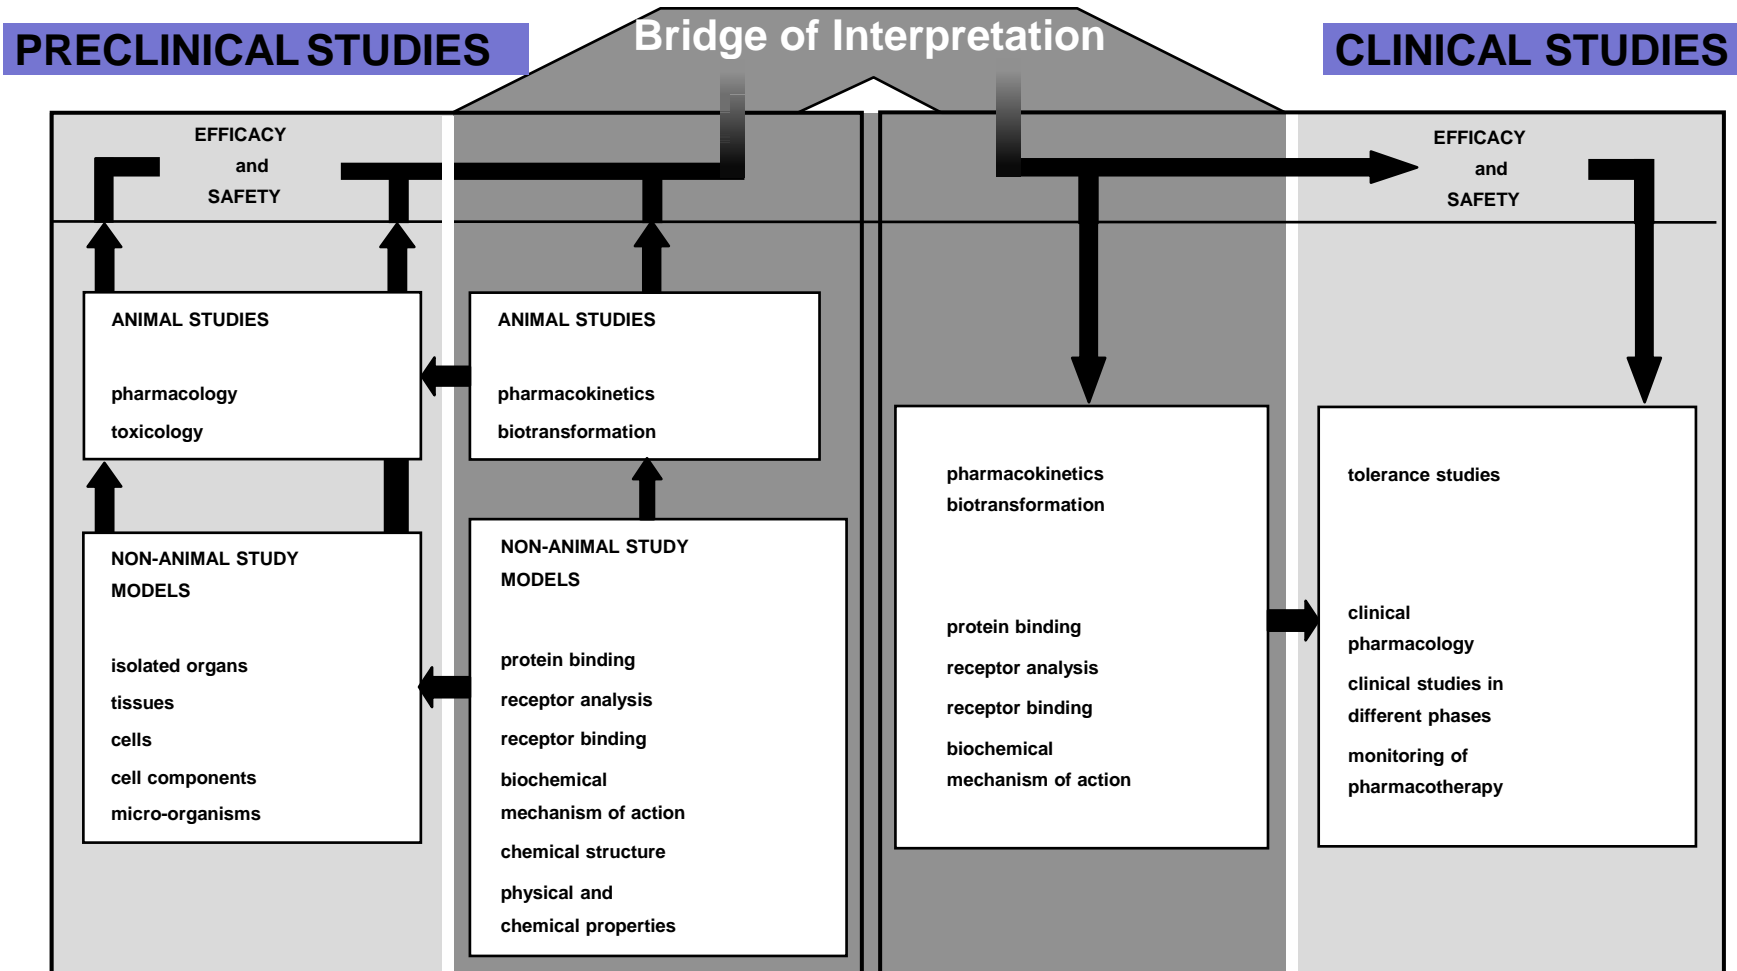 PRECLINICAL STUDIES
Bridge of Interpretation
CLINICAL STUDIES
EFFICACY
and
SAFETY
EFFICACY
and
SAFETY
ANIMAL STUDIES
pharmacology
toxicology
ANIMAL STUDIES
pharmacokinetics
biotransformation
NON-ANIMAL STUDY
MODELS
isolated organs
tissues
cells
cell components
micro-organisms
NON-ANIMAL STUDY
MODELS
protein binding
receptor analysis
receptor binding
biochemical
mechanism of action
chemical structure
physical and
chemical properties
pharmacokinetics
biotransformation
protein binding
receptor analysis
receptor binding
biochemical
mechanism of action
tolerance studies
clinical
pharmacology
clinical studies in
different phases
monitoring of
pharmacotherapy